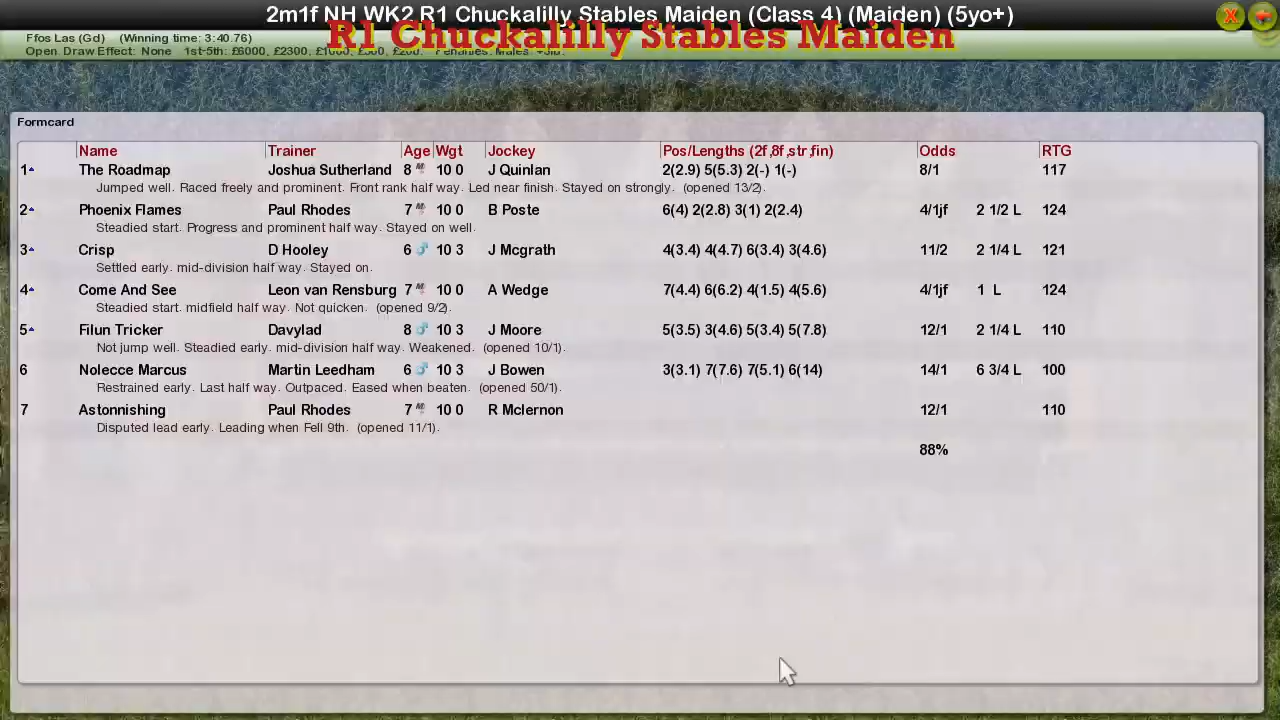 2m1f NH WK2 R1 Chuckalilly Stables Maiden (Class 4) (Maiden) (5yo+)
R1 Chuckalilly Stables Maiden
Ffos Las (Gd) (Winning time: 3:40.76)
Open. Draw Effect: None 1st-5th: £6000, £2300, £1000, £500, £200. Penalties: Males +3lb.
Formcard
Name Trainer Age Wgt Jockey Pos/Lengths (2f,8f,str,fin) Odds RTG
1 The Roadmap Joshua Sutherland 8 10 0 J Quinlan 2(2.9) 5(5.3) 2(-) 1(-) 8/1 117
Jumped well. Raced freely and prominent. Front rank half way. Led near finish. Stayed on strongly. (opened 13/2).
2 Phoenix Flames Paul Rhodes 7 10 0 B Poste 6(4) 2(2.8) 3(1) 2(2.4) 4/1jf 2 1/2 L 124
Steadied start. Progress and prominent half way. Stayed on well.
3 Crisp D Hooley 6 10 3 J Mcgrath 4(3.4) 4(4.7) 6(3.4) 3(4.6) 11/2 2 1/4 L 121
Settled early. mid-division half way. Stayed on.
4 Come And See Leon van Rensburg 7 10 0 A Wedge 7(4.4) 6(6.2) 4(1.5) 4(5.6) 4/1jf 1 L 124
Steadied start. midfield half way. Not quicken. (opened 9/2).
5 Filun Tricker Davylad 8 10 3 J Moore 5(3.5) 3(4.6) 5(3.4) 5(7.8) 12/1 2 1/4 L 110
Not jump well. Steadied early. mid-division half way. Weakened. (opened 10/1).
6 Nolecce Marcus Martin Leedham 6 10 3 J Bowen 3(3.1) 7(7.6) 7(5.1) 6(14) 14/1 6 3/4 L 100
Restrained early. Last half way. Outpaced. Eased when beaten. (opened 50/1).
7 Astonnishing Paul Rhodes 7 10 0 R Mclernon 12/1 110
Disputed lead early. Leading when Fell 9th. (opened 11/1).
88%